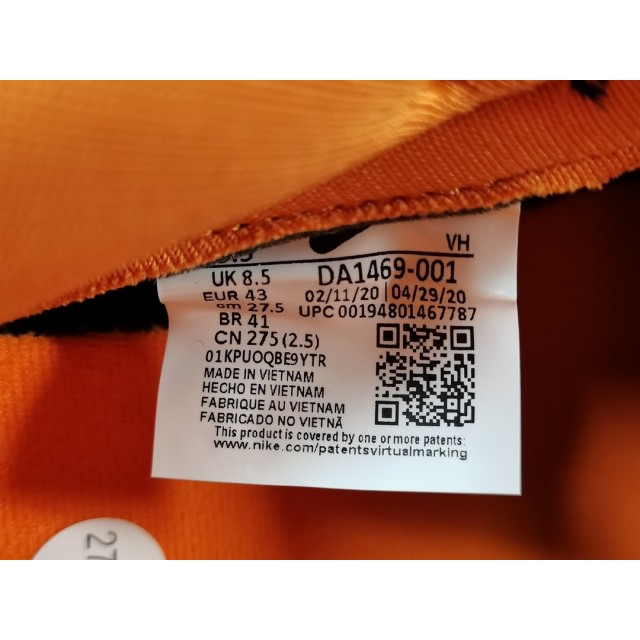 VH
UK 8.5 DA1469-001
EUR 43 02/11/20 04/29/20
cm 27.5 UPC 00194801467787
BR 41
CN 275 (2.5)
01KPUOQBE9YTR
MADE IN VIETNAM
HECHO EN VIETNAM
FABRIQUE AU VIETNAM
FABRICADO NO VIETNÃ
This product is covered by one or more patents:
www.nike.com/patentsvirtualmarking
27